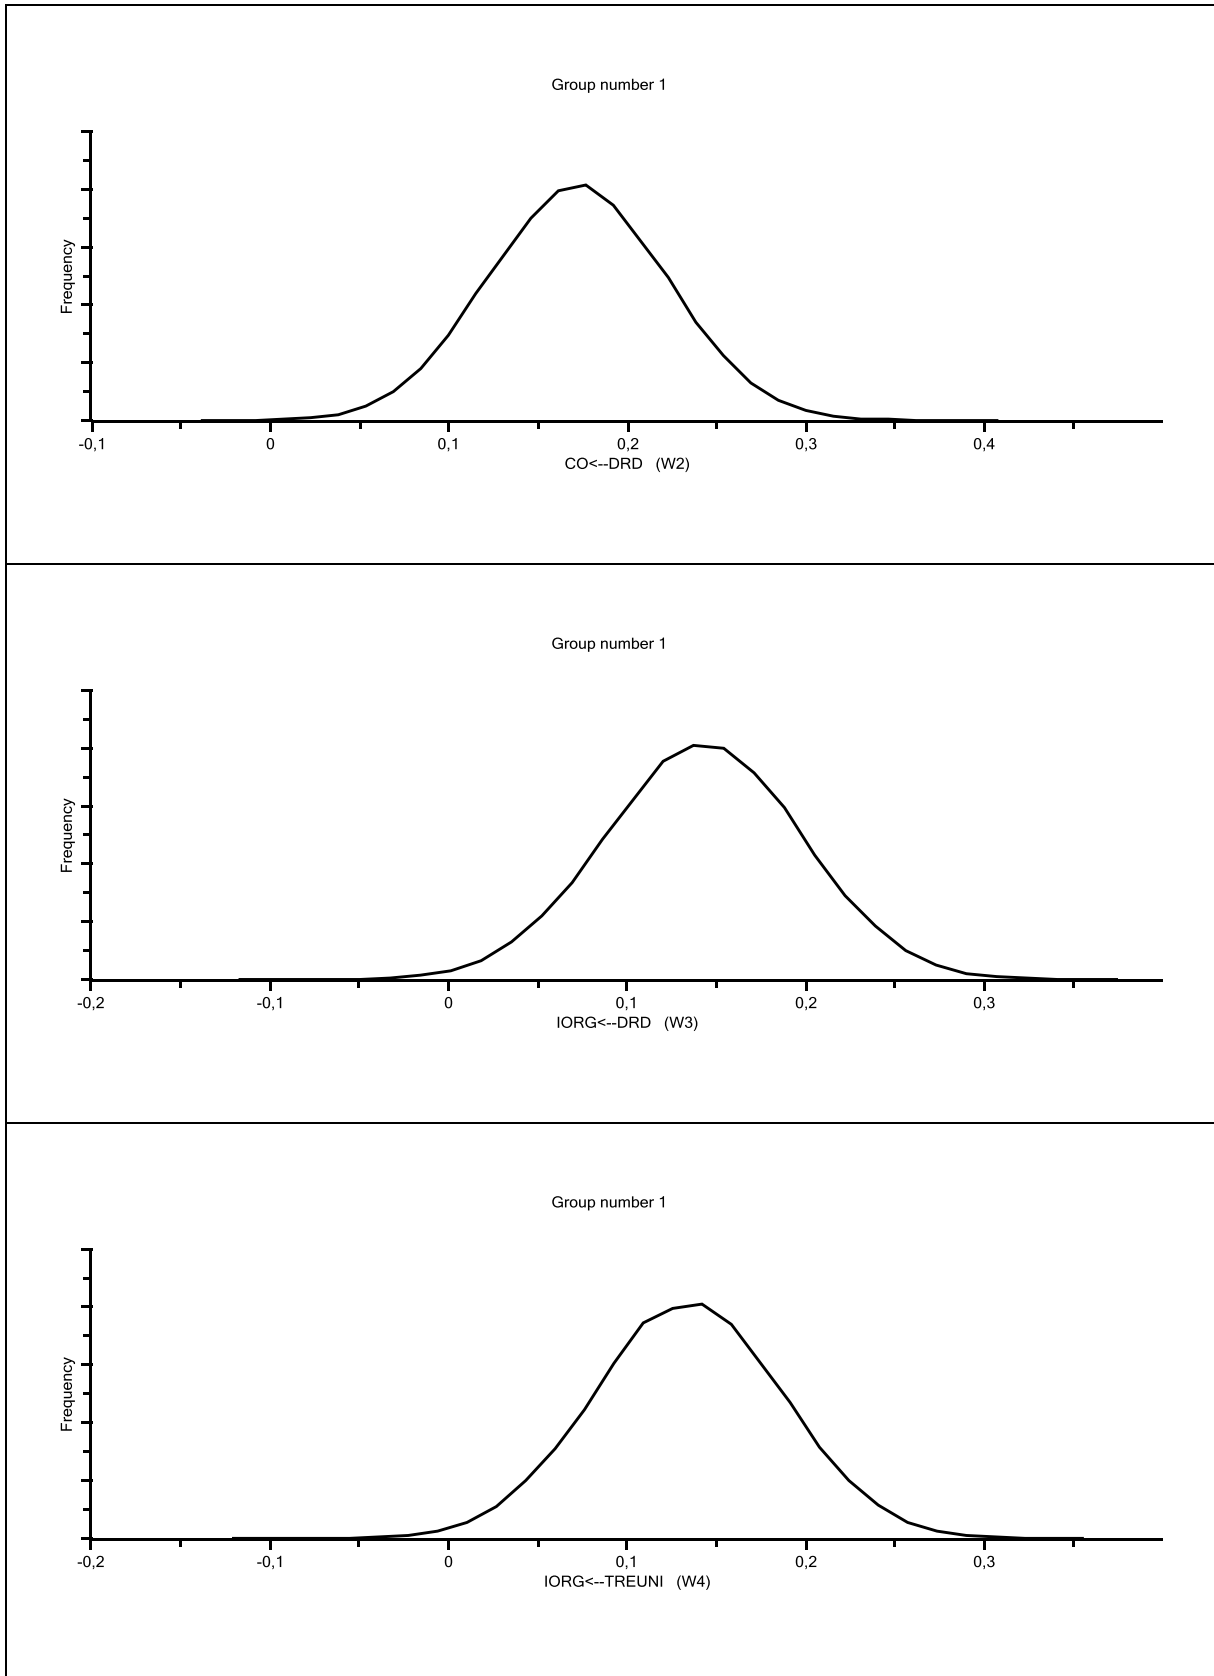 Group number 1
Frequency
-0,1 0 0,1 0,2 0,3 0,4
CO<--DRD (W2)
Group number 1
Frequency
-0,2 -0,1 0 0,1 0,2 0,3
IORG<--DRD (W3)
Group number 1
Frequency
-0,2 -0,1 0 0,1 0,2 0,3
IORG<--TREUNI (W4)